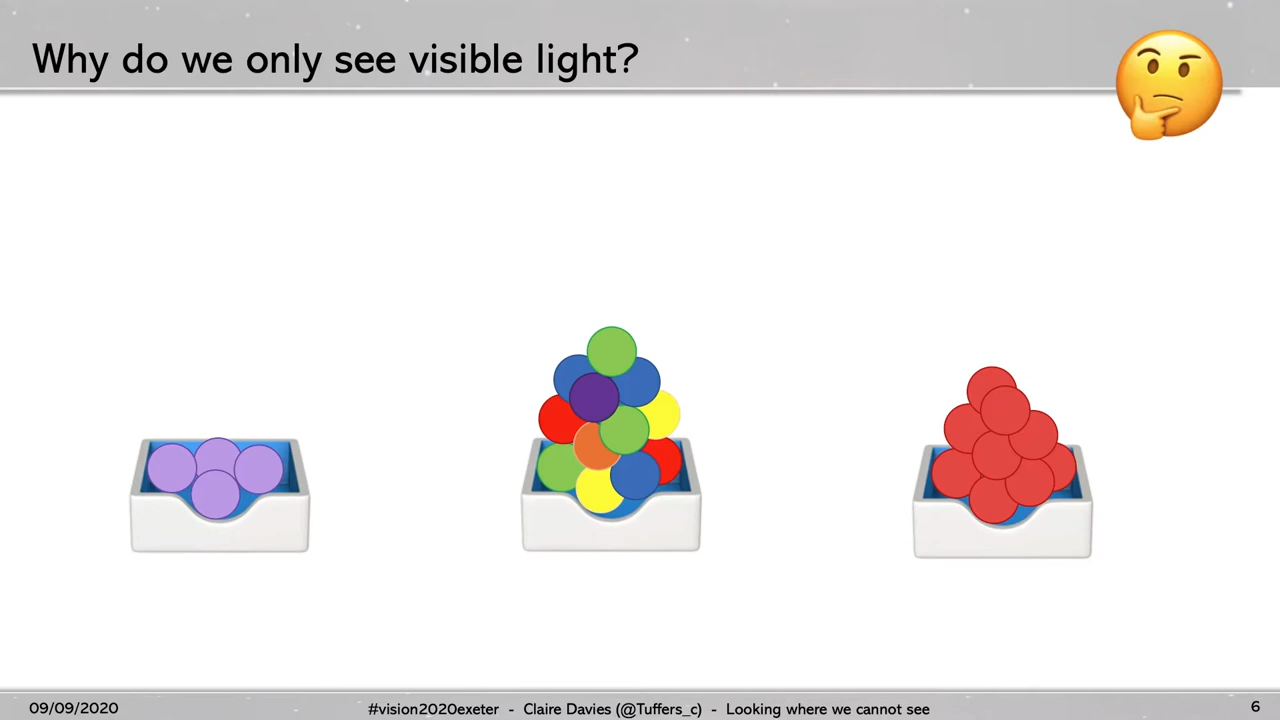 Why do we only see visible light?
09/09/2020
#vision2020exeter - Claire Davies (@Tuffers_c) - Looking where we cannot see
6